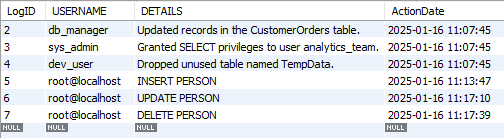 LogID USERNAME DETAILS ActionDate
2 db_manager Updated records in the CustomerOrders table. 2025-01-16 11:07:45
3 sys_admin Granted SELECT privileges to user analytics_team. 2025-01-16 11:07:45
4 dev_user Dropped unused table named TempData. 2025-01-16 11:07:45
5 root@localhost INSERT PERSON 2025-01-16 11:13:47
6 root@localhost UPDATE PERSON 2025-01-16 11:17:10
7 root@localhost DELETE PERSON 2025-01-16 11:17:39
NULL NULL NULL NULL